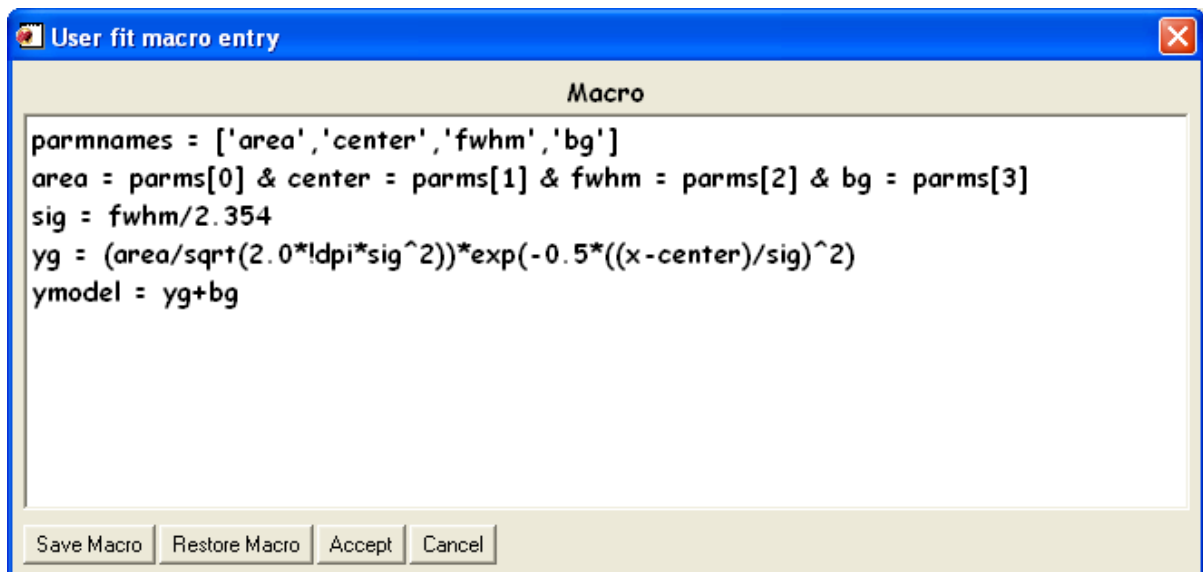 User fit macro entry
Macro
parmnames = ['area','center','fwhm','bg']
area = parms[0] & center = parms[1] & fwhm = parms[2] & bg = parms[3]
sig = fwhm/2.354
yg = (area/sqrt(2.0*!dpi*sig^2))*exp(-0.5*((x-center)/sig)^2)
ymodel = yg+bg
Save Macro Restore Macro Accept Cancel